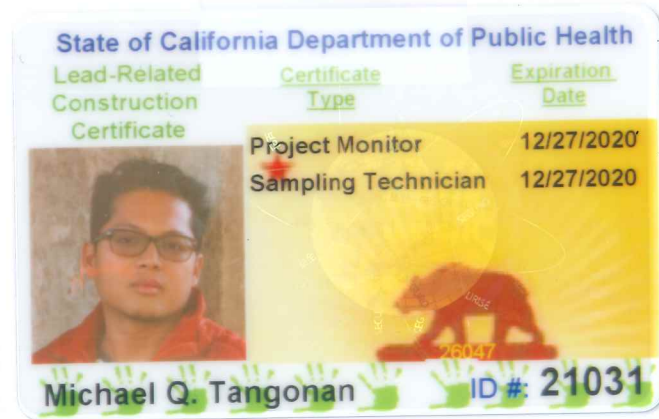 State of California Department of Public Health
Lead-Related
Construction
Certificate
Certificate
Type
Expiration
Date
Project Monitor 12/27/2020
Sampling Technician 12/27/2020
26047
Michael Q. Tangonan
ID #: 21031